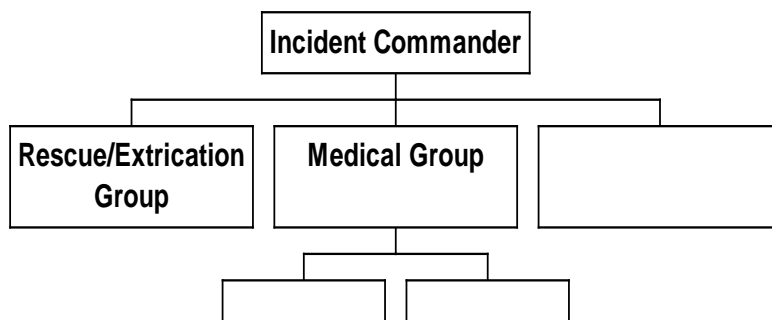 Incident Commander
Rescue/Extrication
Group
Medical Group